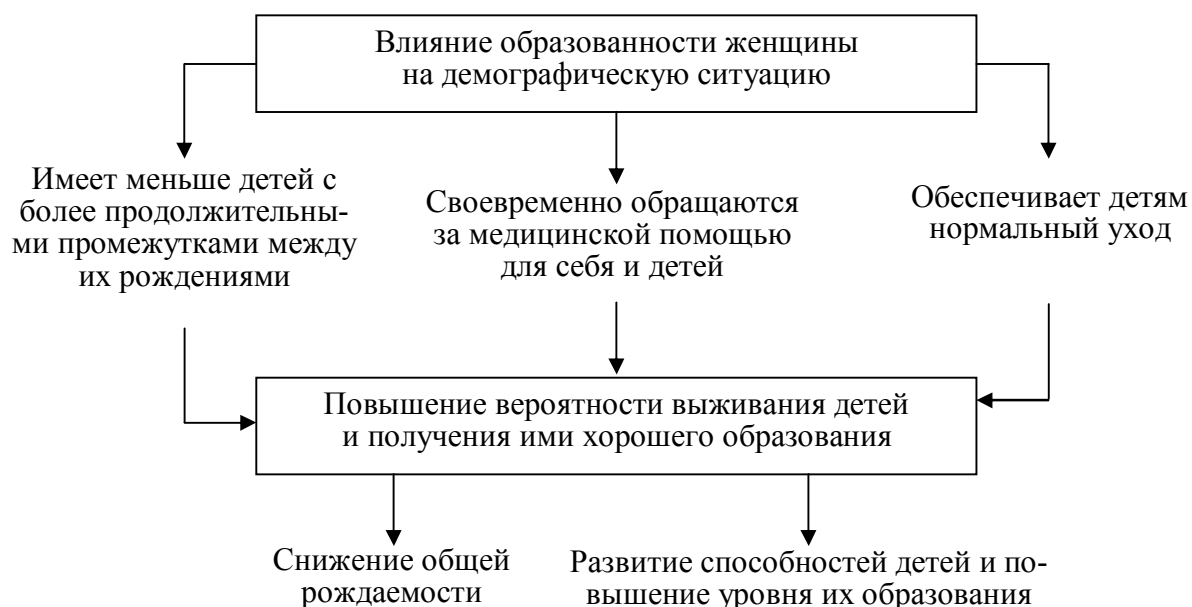 Влияние образованности женщины
на демографическую ситуацию
Имеет меньше детей с
более продолжительны-
ми промежутками между
их рождениями
Своевременно обращаются
за медицинской помощью
для себя и детей
Обеспечивает детям
нормальный уход
Повышение вероятности выживания детей
и получения ими хорошего образования
Снижение общей
рождаемости
Развитие способностей детей и по-
вышение уровня их образования